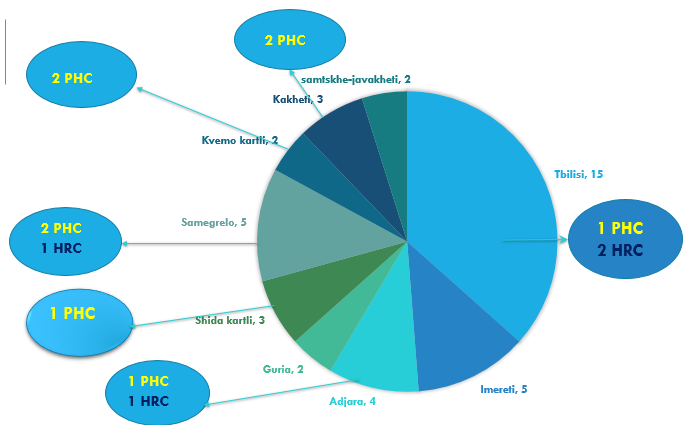 2 PHC
2 PHC
samtskhe-javakheti, 2
Kakheti, 3
Kvemo kartli, 2
Tbilisi, 15
1 PHC
2 HRC
Samegrelo, 5
2 PHC
1 HRC
1 PHC
Shida kartli, 3
Guria, 2
1 PHC
1 HRC
Adjara, 4
Imereti, 5